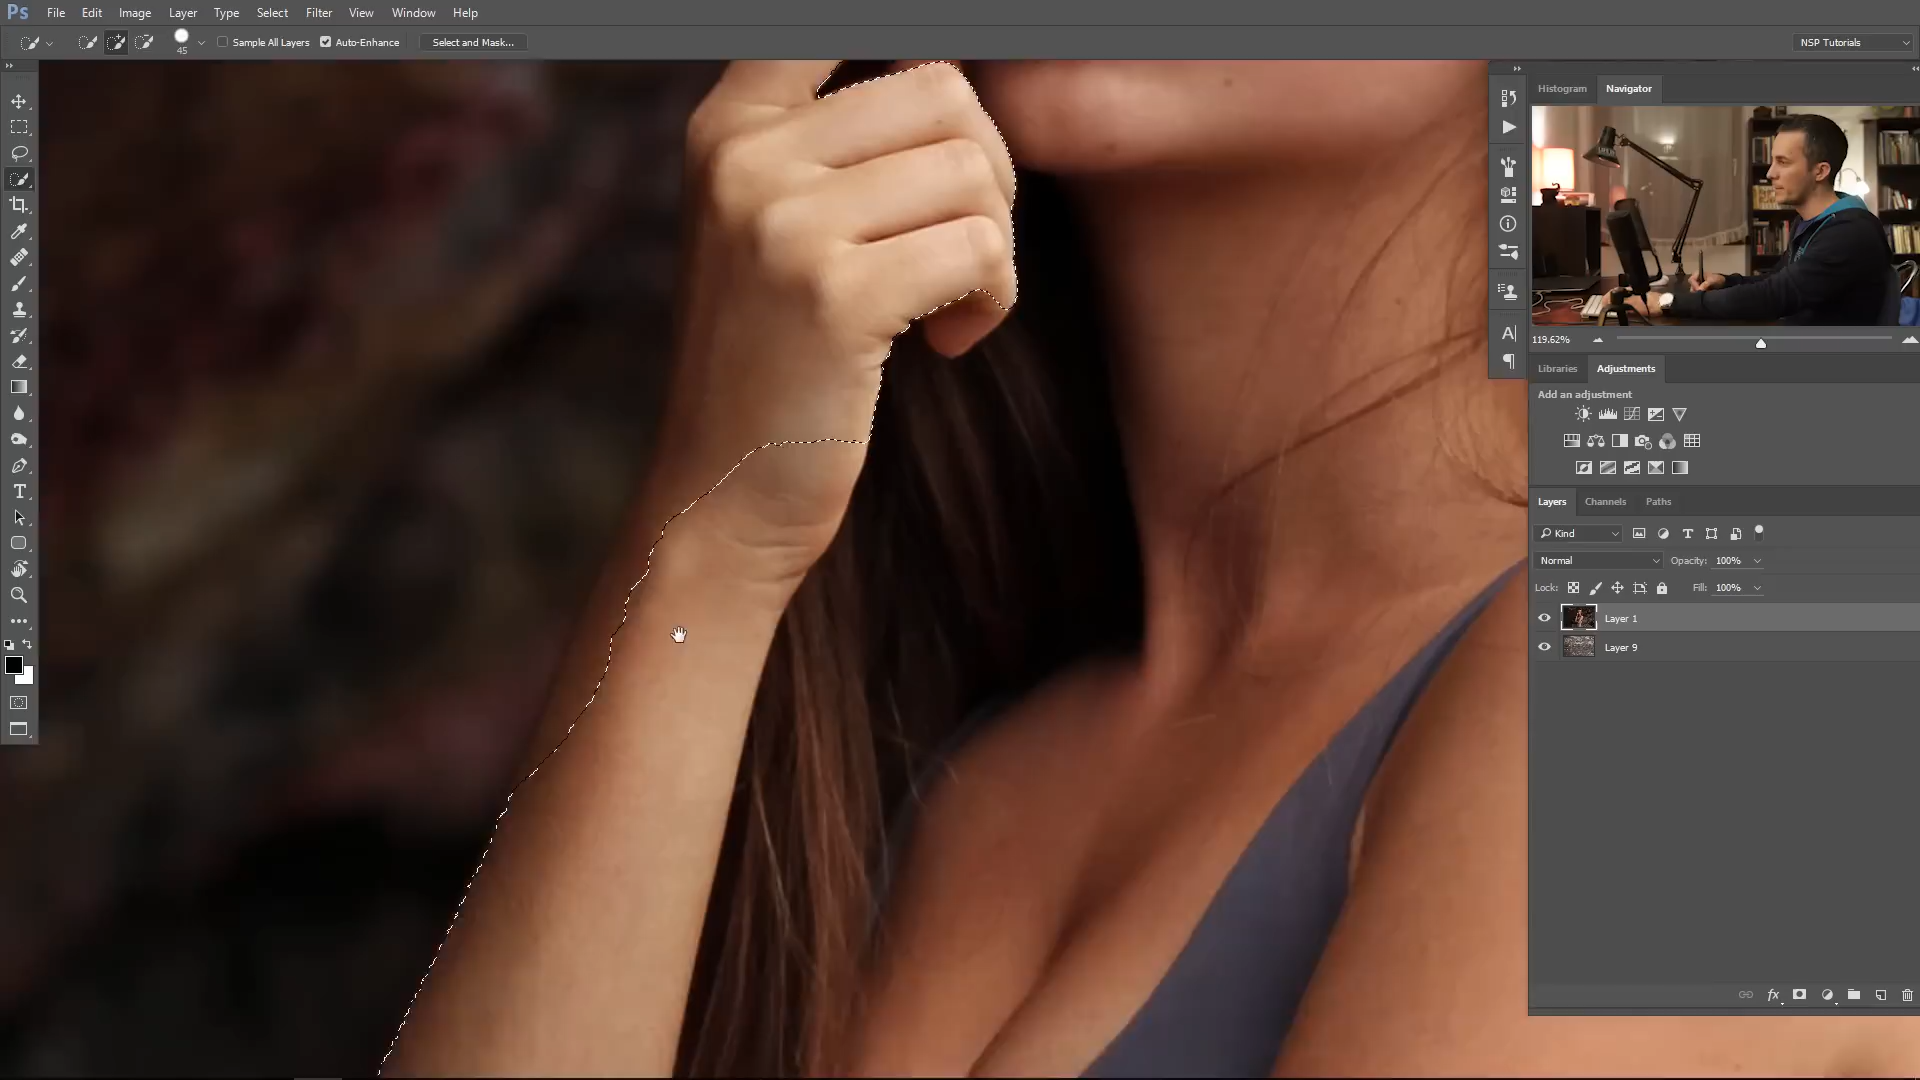 Ps File Edit Image Layer Type Select Filter View Window Help
45 Sample All Layers Auto-Enhance Select and Mask... NSP Tutorials
Histogram Navigator
119.62%
Libraries Adjustments
Add an adjustment
Layers Channels Paths
Kind
Normal Opacity: 100%
Lock: Fill: 100%
Layer 1
Layer 9
fx